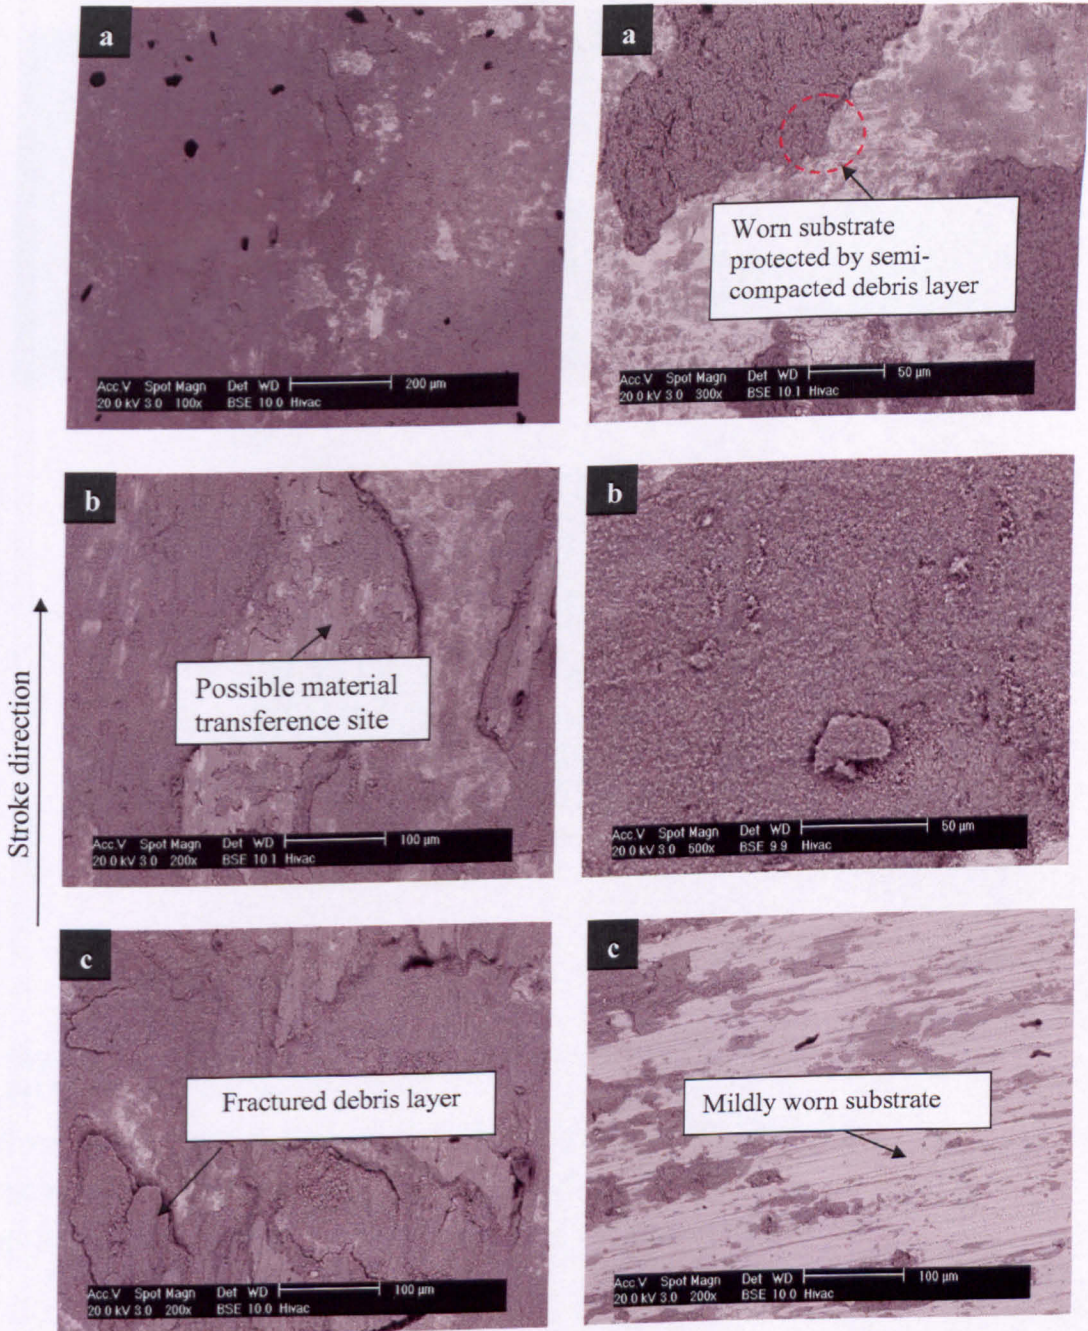 a
Acc.V Spot Magn Det WD 200 µm
20.0 kV 3.0 100x BSE 10.0 Hivac
a
Worn substrate
protected by semi-
compacted debris layer
Acc.V Spot Magn Det WD 50 µm
20.0 kV 3.0 300x BSE 10.1 Hivac
Stroke direction
b
Possible material
transference site
Acc.V Spot Magn Det WD 100 µm
20.0 kV 3.0 200x BSE 10.1 Hivac
b
Acc.V Spot Magn Det WD 50 µm
20.0 kV 3.0 500x BSE 9.9 Hivac
c
Fractured debris layer
Acc.V Spot Magn Det WD 100 µm
20.0 kV 3.0 200x BSE 10.0 Hivac
c
Mildly worn substrate
Acc.V Spot Magn Det WD 100 µm
20.0 kV 3.0 200x BSE 10.0 Hivac